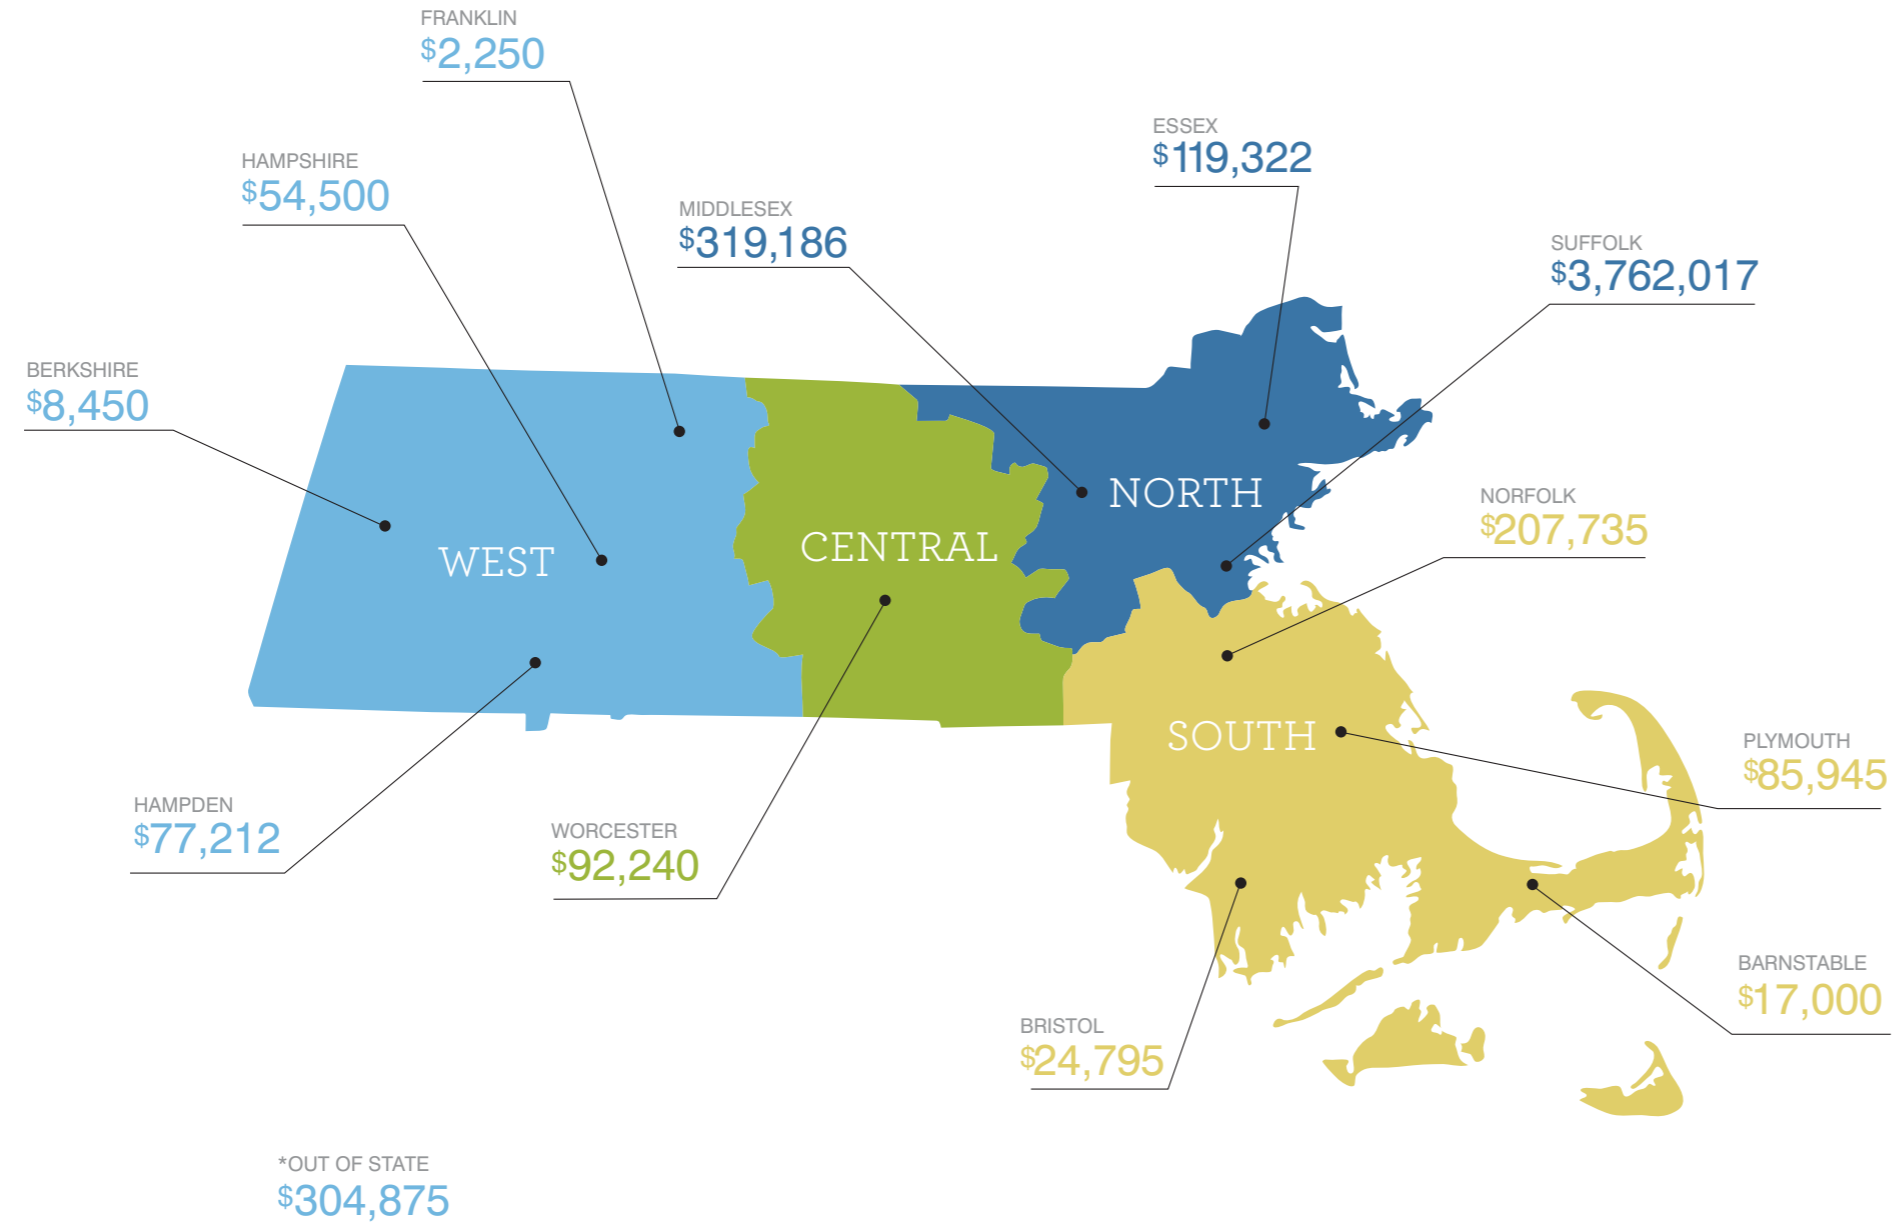 FRANKLIN
$2,250
HAMPSHIRE
$54,500
BERKSHIRE
$8,450
MIDDLESEX
$319,186
ESSEX
$119,322
SUFFOLK
$3,762,017
NORTH
CENTRAL
WEST
SOUTH
NORFOLK
$207,735
PLYMOUTH
$85,945
HAMPDEN
$77,212
WORCESTER
$92,240
BARNSTABLE
$17,000
BRISTOL
$24,795
*OUT OF STATE
$304,875